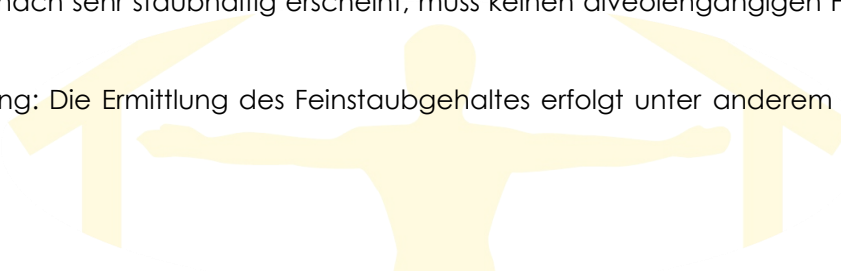 nach sehr staubhaltig erscheint, muss keinen alveolengängigen
ng: Die Ermittlung des Feinstaubgehaltes erfolgt unter anderem